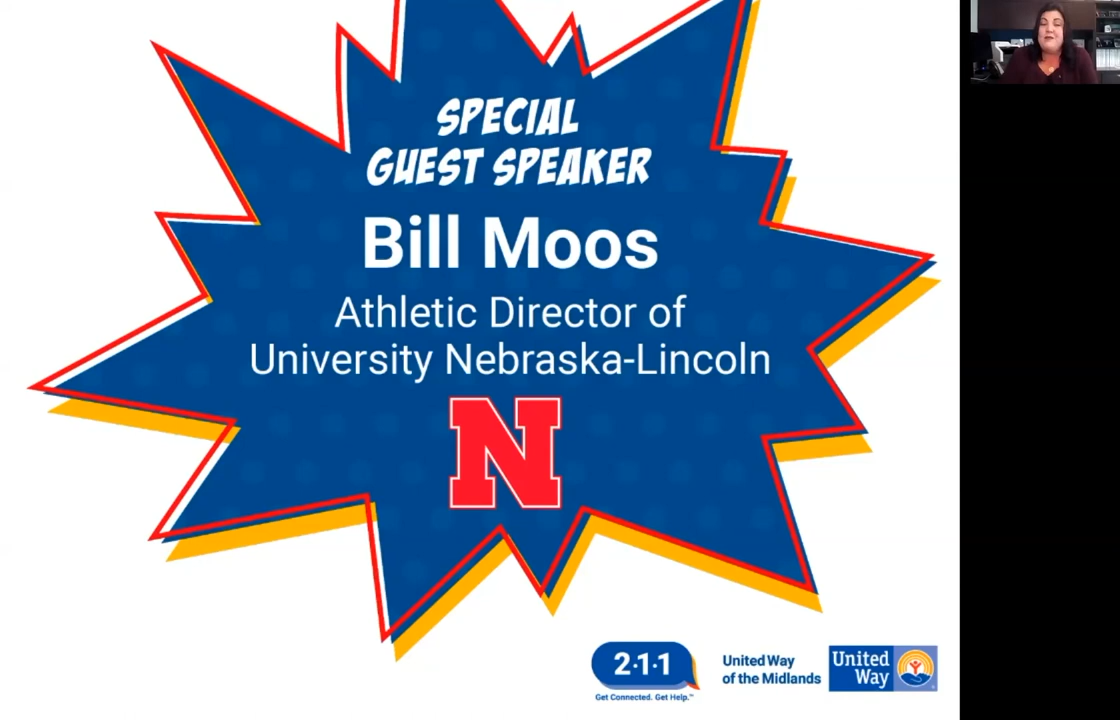 SPECIAL
GUEST SPEAKER
Bill Moos
Athletic Director of
University Nebraska-Lincoln
N
2·1·1
Get Connected. Get Help.™
United Way
of the Midlands
United
Way